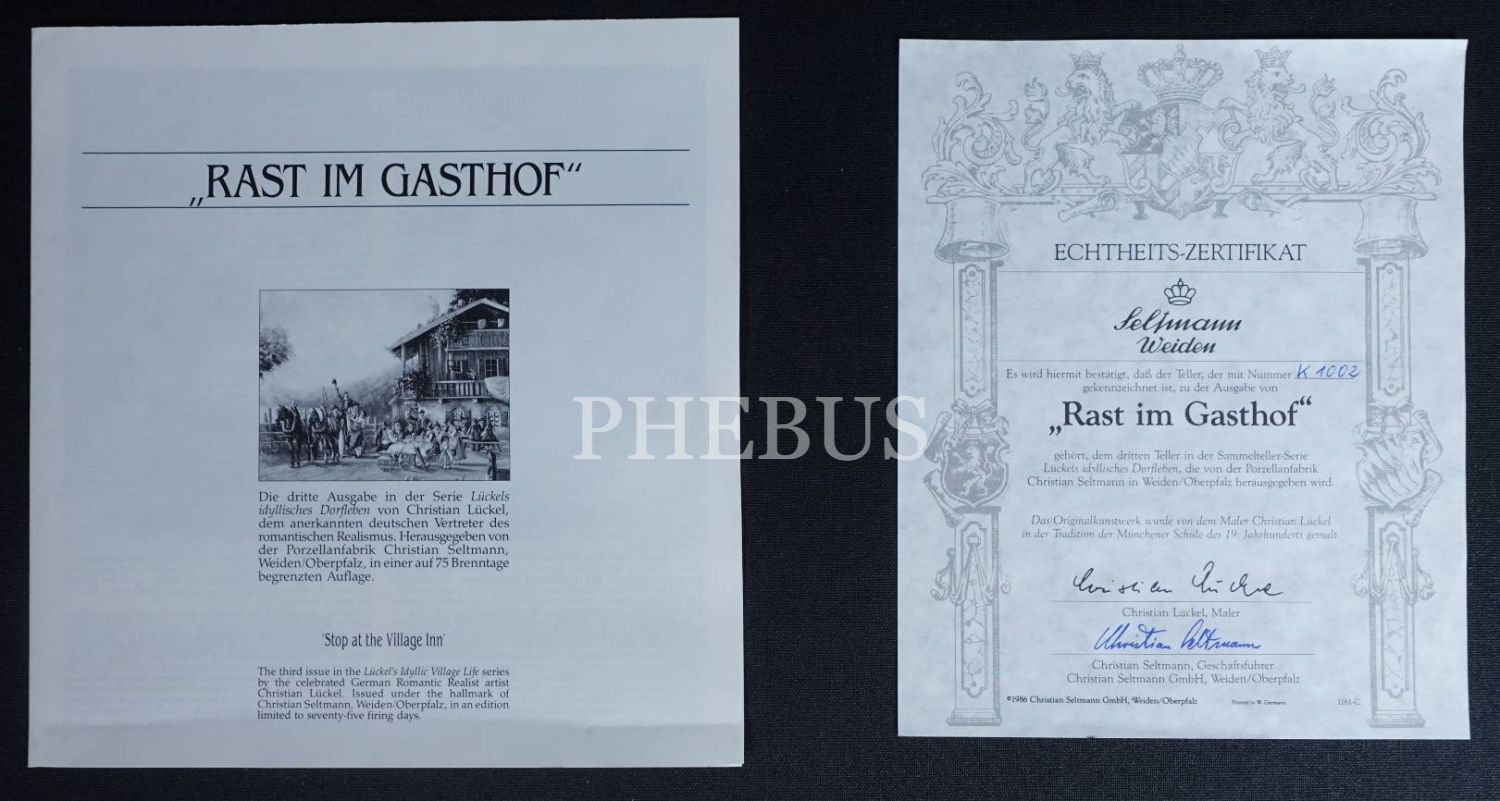 „RAST IM GASTHOF“
Die dritte Ausgabe in der Serie Lückels
idyllisches Dorfleben von Christian Lückel,
dem anerkannten deutschen Vertreter des
romantischen Realismus. Herausgegeben von
der Porzellanfabrik Christian Seltmann,
Weiden/Oberpfalz, in einer auf 75 Brenntage
begrenzten Auflage.
'Stop at the Village Inn'
The third issue in the Lückel's Idyllic Village Life series
by the celebrated German Romantic Realist artist
Christian Lückel. Issued under the hallmark of
Christian Seltmann, Weiden/Oberpfalz, in an edition
limited to seventy-five firing days.
PHEBUS
ECHTHEITS-ZERTIFIKAT
Seltmann
Weiden
Es wird hiermit bestätigt, daß der Teller, der mit Nummer K 1002
gekennzeichnet ist, zu der Ausgabe von
„Rast im Gasthof“
gehört, dem dritten Teller in der Sammelteller-Serie
Lückels idyllisches Dorfleben, die von der Porzellanfabrik
Christian Seltmann in Weiden/Oberpfalz herausgegeben wird.
Das Originalkunstwerk wurde von dem Maler Christian Lückel
in der Tradition der Münchener Schule des 19. Jahrhunderts gemalt.
Christian Lückel
Christian Lückel, Maler
Christian Seltmann
Christian Seltmann, Geschäftsführer
Christian Seltmann GmbH, Weiden/Oberpfalz
©1986 Christian Seltmann GmbH, Weiden/Oberpfalz Printed in W. Germany 1161-C.